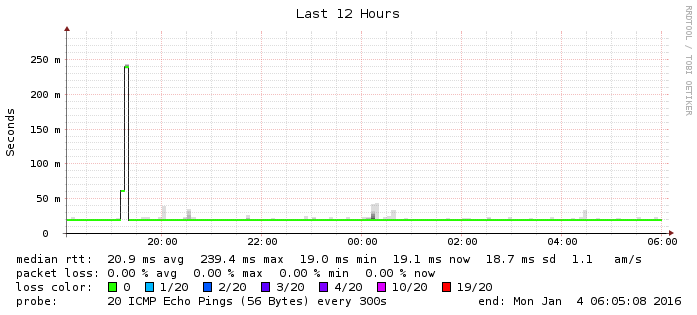 Last 12 Hours
RRDTOOL / TOBI OETIKER
Seconds
250 m
200 m
150 m
100 m
50 m
0
20:00 22:00 00:00 02:00 04:00 06:00
median rtt: 20.9 ms avg 239.4 ms max 19.0 ms min 19.1 ms now 18.7 ms sd 1.1 am/s
packet loss: 0.00 % avg 0.00 % max 0.00 % min 0.00 % now
loss color: 0 1/20 2/20 3/20 4/20 10/20 19/20
probe: 20 ICMP Echo Pings (56 Bytes) every 300s end: Mon Jan 4 06:05:08 2016